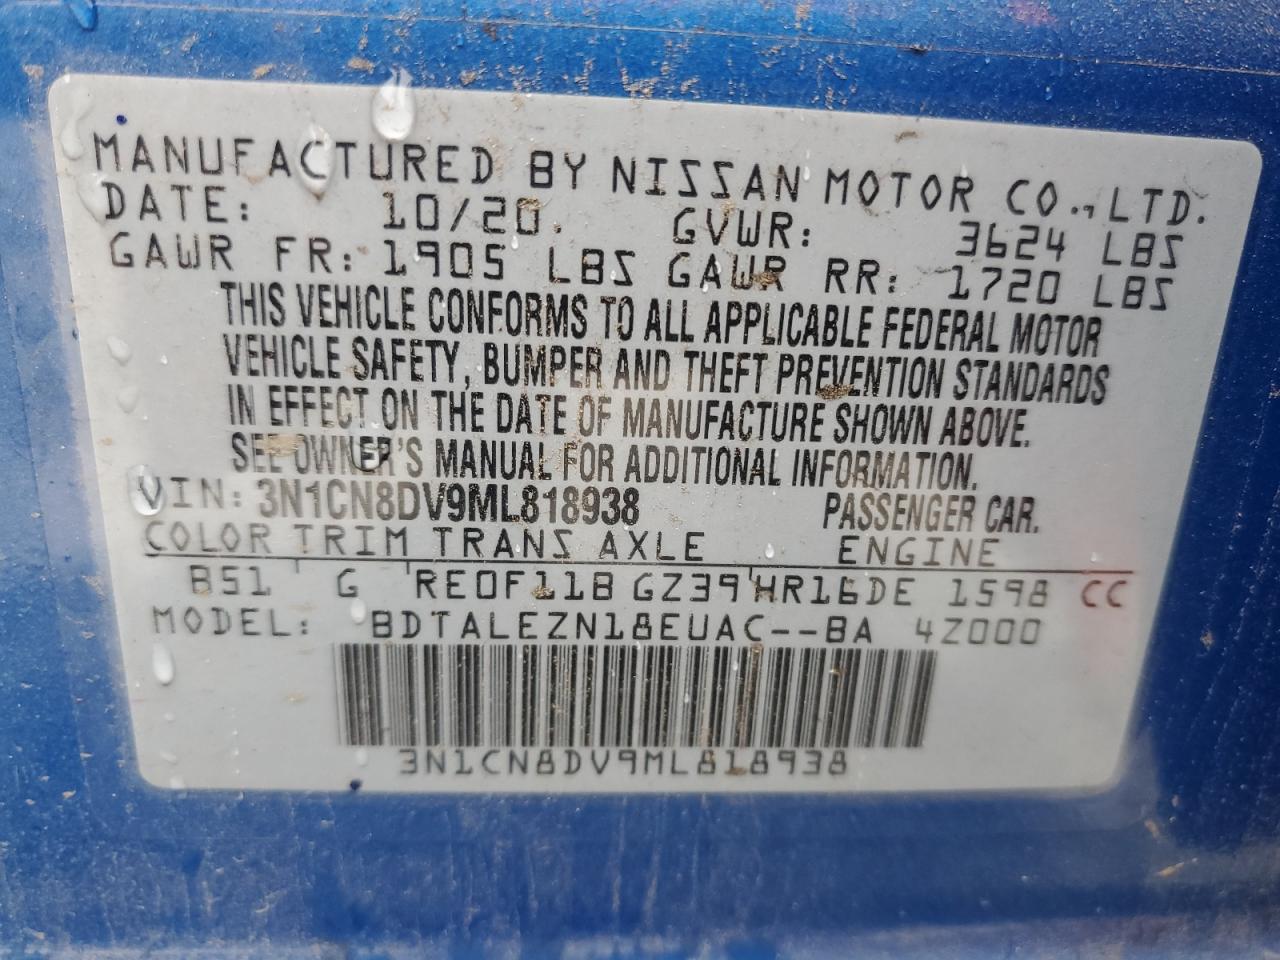 MANUFACTURED BY NISSAN MOTOR CO., LTD.
DATE: 10/20. GVWR: 3624 LBS
GAWR FR: 1905 LBS GAWR RR: 1720 LBS
THIS VEHICLE CONFORMS TO ALL APPLICABLE FEDERAL MOTOR
VEHICLE SAFETY, BUMPER AND THEFT PREVENTION STANDARDS
IN EFFECT ON THE DATE OF MANUFACTURE SHOWN ABOVE.
SEE OWNER'S MANUAL FOR ADDITIONAL INFORMATION.
VIN: 3N1CN8DV9ML818938 PASSENGER CAR.
COLOR TRIM TRANS AXLE ENGINE
B51 G RE0F11B GZ39 HR16DE 1598 CC
MODEL: BDTALEZN18EUAC--BA 4Z000
3N1CN8DV9ML818938